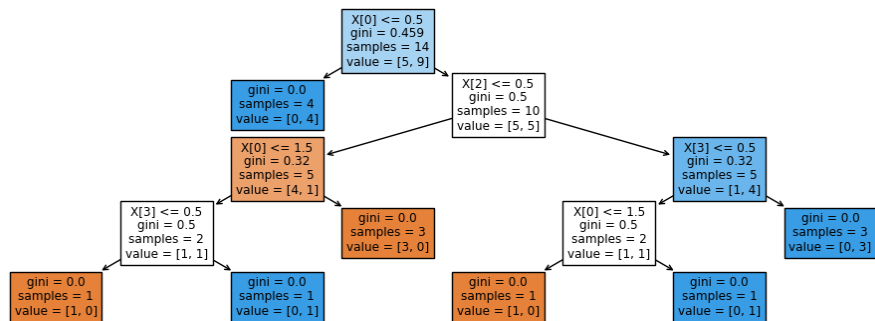 X[0] <= 0.5
gini = 0.459
samples = 14
value = [5, 9]
gini = 0.0
samples = 4
value = [0, 4]
X[2] <= 0.5
gini = 0.5
samples = 10
value = [5, 5]
X[0] <= 1.5
gini = 0.32
samples = 5
value = [4, 1]
X[3] <= 0.5
gini = 0.32
samples = 5
value = [1, 4]
X[3] <= 0.5
gini = 0.5
samples = 2
value = [1, 1]
gini = 0.0
samples = 3
value = [3, 0]
X[0] <= 1.5
gini = 0.5
samples = 2
value = [1, 1]
gini = 0.0
samples = 3
value = [0, 3]
gini = 0.0
samples = 1
value = [1, 0]
gini = 0.0
samples = 1
value = [0, 1]
gini = 0.0
samples = 1
value = [1, 0]
gini = 0.0
samples = 1
value = [0, 1]